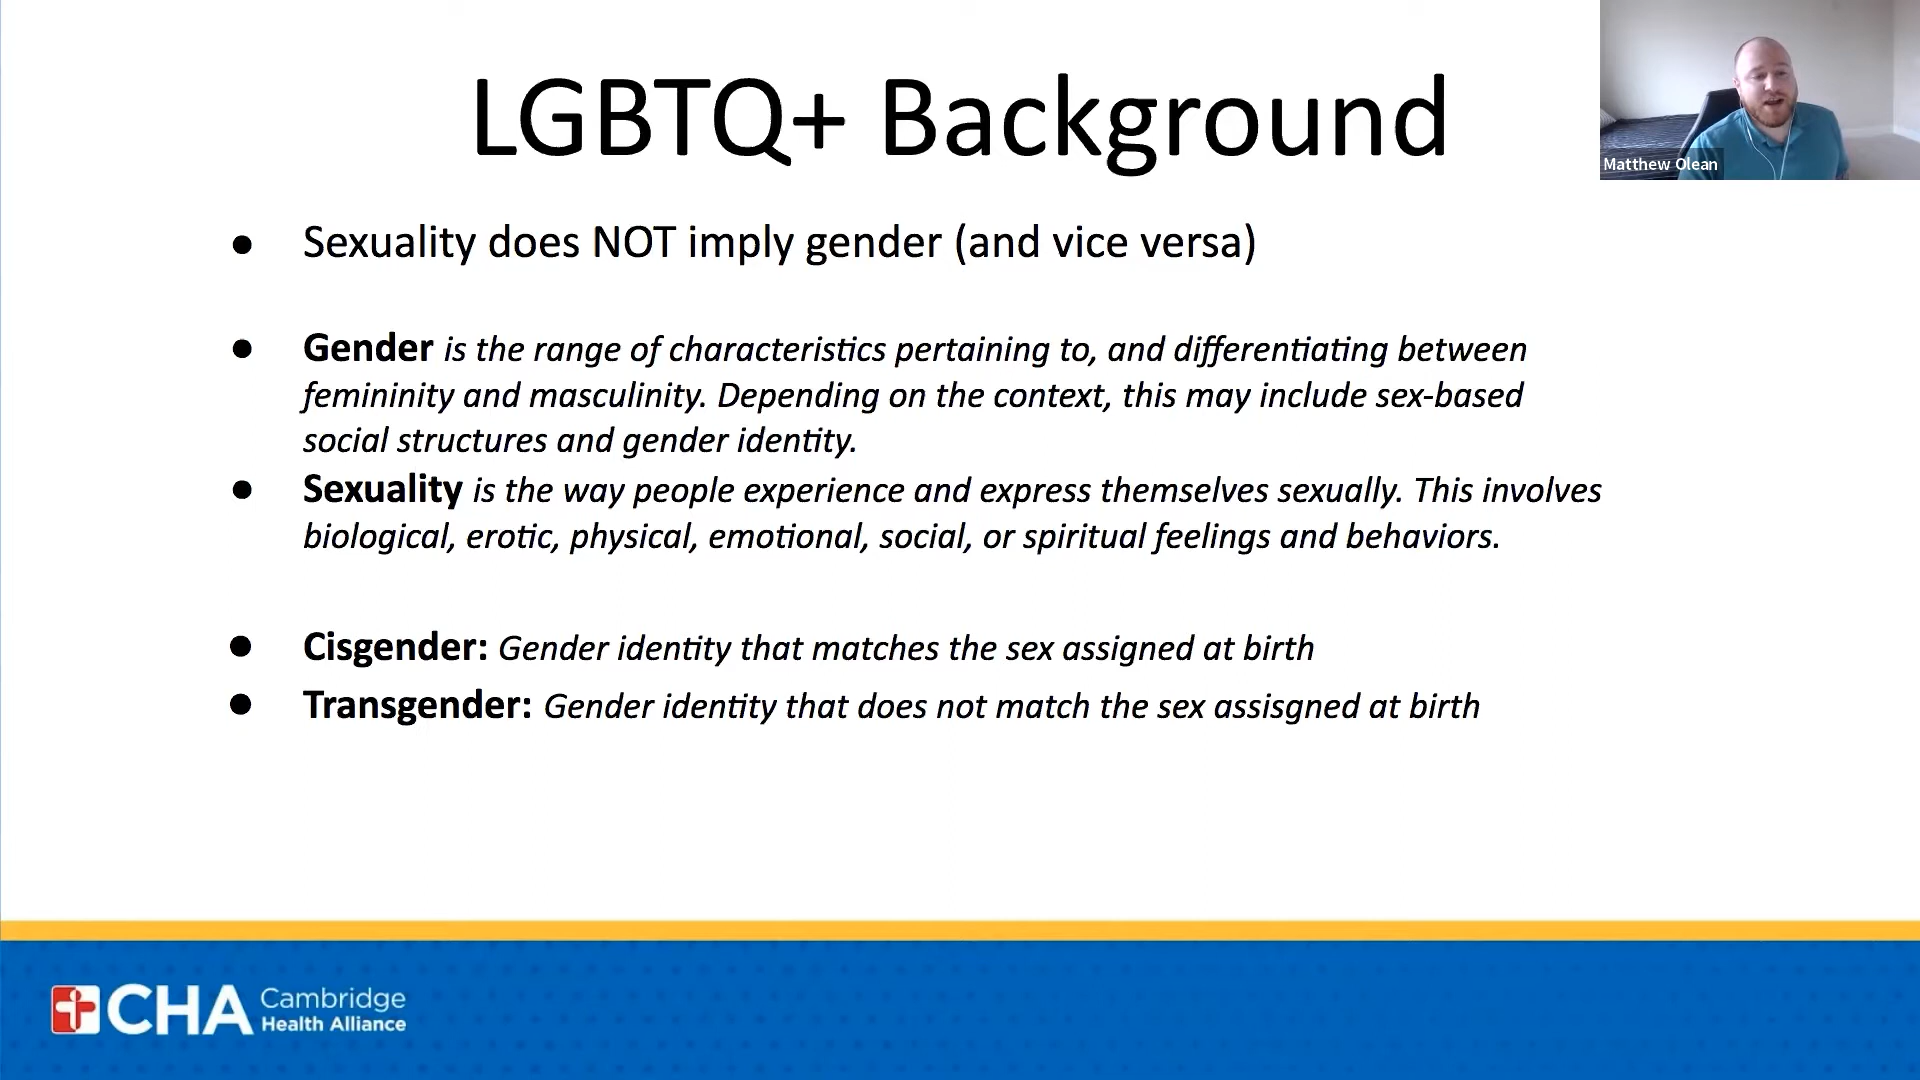 LGBTQ+ Background
Matthew Olean
● Sexuality does NOT imply gender (and vice versa)
● Gender is the range of characteristics pertaining to, and differentiating between
femininity and masculinity. Depending on the context, this may include sex-based
social structures and gender identity.
● Sexuality is the way people experience and express themselves sexually. This involves
biological, erotic, physical, emotional, social, or spiritual feelings and behaviors.
● Cisgender: Gender identity that matches the sex assigned at birth
● Transgender: Gender identity that does not match the sex assisgned at birth
CHA Cambridge
Health Alliance